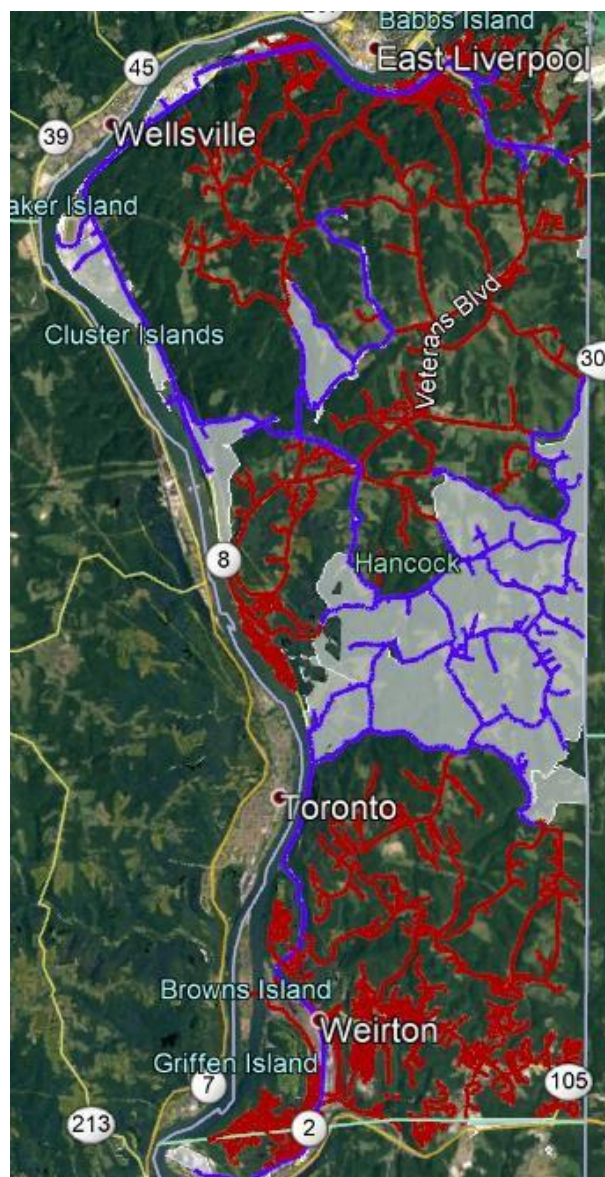 Babbs Island
East Liverpool
45
39
Wellsville
aker Island
Cluster Islands
Veterans Blvd
30
8
Hancock
Toronto
Browns Island
Weirton
Griffen Island
7
105
213
2